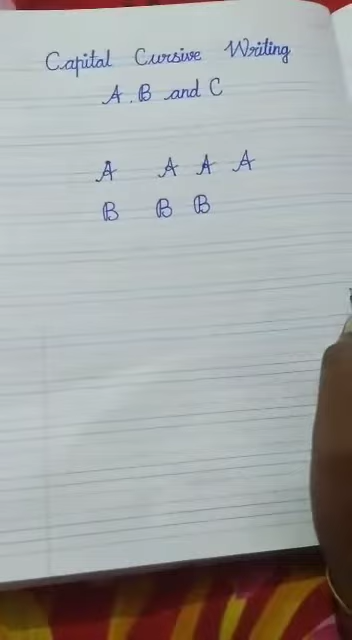 Capital Cursive Writing
A. B and C
A A A A
B B B